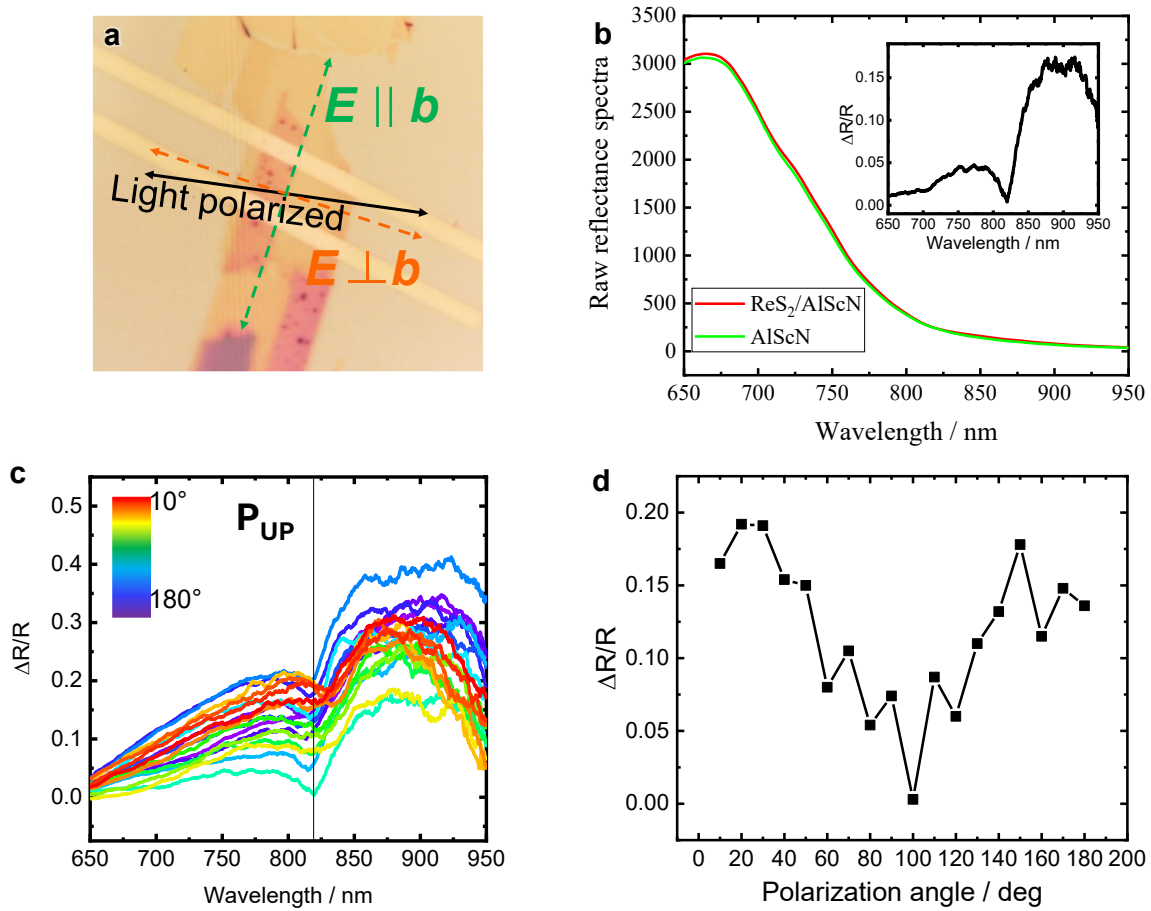 a
E || b
Light polarized
E ⊥ b
b
3500
3000
2500
2000
1500
1000
500
0
Raw reflectance spectra
650 700 750 800 850 900 950
Wavelength / nm
ReS2/AlScN
AlScN
0.15
0.10
0.05
0.00
ΔR/R
650 700 750 800 850 900 950
Wavelength / nm
c
0.5
0.4
0.3
0.2
0.1
0.0
ΔR/R
10°
180°
PUP
650 700 750 800 850 900 950
Wavelength / nm
d
0.20
0.15
0.10
0.05
0.00
ΔR/R
0 20 40 60 80 100 120 140 160 180 200
Polarization angle / deg